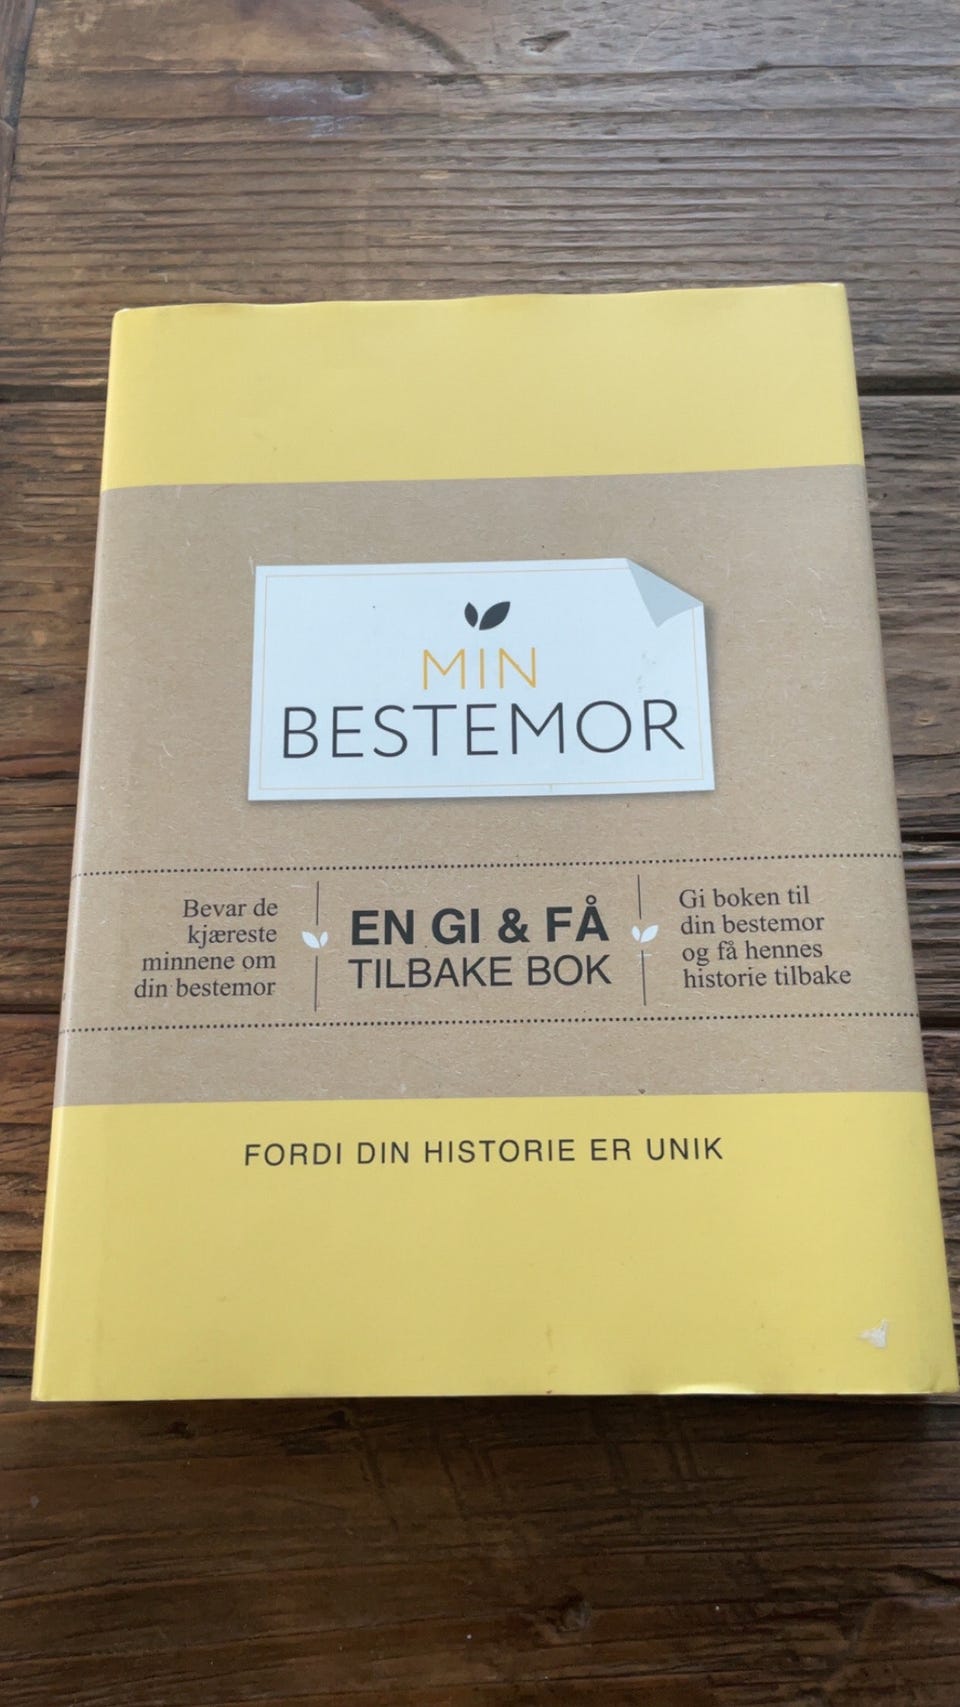 MIN
BESTEMOR
Bevar de
kjæreste
minnene om
din bestemor
EN GI & FÅ
TILBAKE BOK
Gi boken til
din bestemor
og få hennes
historie tilbake
FORDI DIN HISTORIE ER UNIK